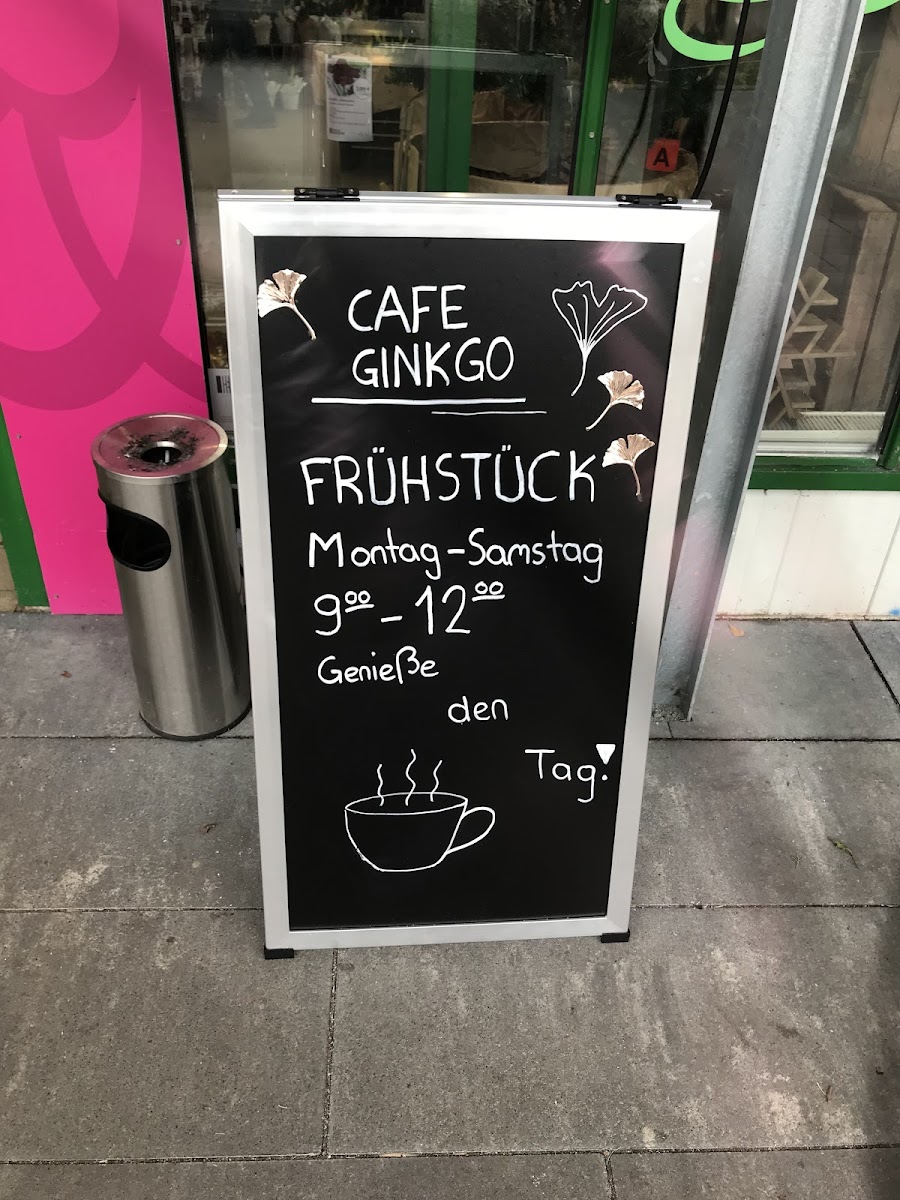 A
CAFE
GINKGO
FRÜHSTÜCK
Montag-Samstag
9⁰⁰-12⁰⁰
Genieße
den
Tag!